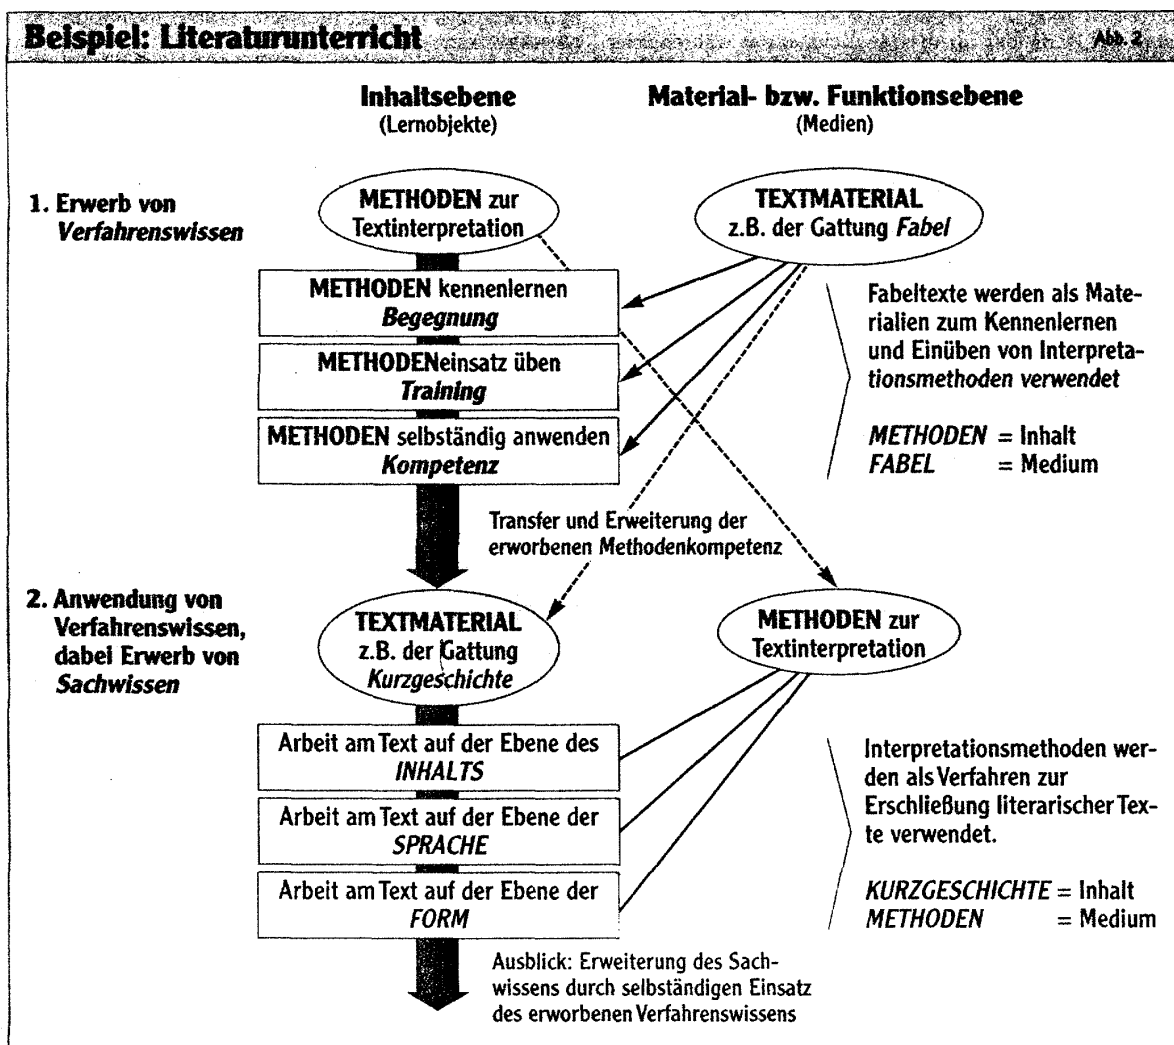 Beispiel: Literaturunterricht
Abb. 2
Inhaltsebene
(Lernobjekte)
Material- bzw. Funktionsebene
(Medien)
1. Erwerb von
Verfahrenswissen
METHODEN zur
Textinterpretation
TEXTMATERIAL
z.B. der Gattung Fabel
METHODEN kennenlernen
Begegnung
METHODENeinsatz üben
Training
METHODEN selbständig anwenden
Kompetenz
Fabeltexte werden als Mate-
rialien zum Kennenlernen
und Einüben von Interpreta-
tionsmethoden verwendet
METHODEN = Inhalt
FABEL = Medium
Transfer und Erweiterung der
erworbenen Methodenkompetenz
2. Anwendung von
Verfahrenswissen,
dabei Erwerb von
Sachwissen
TEXTMATERIAL
z.B. der Gattung
Kurzgeschichte
METHODEN zur
Textinterpretation
Arbeit am Text auf der Ebene des
INHALTS
Arbeit am Text auf der Ebene der
SPRACHE
Arbeit am Text auf der Ebene der
FORM
Interpretationsmethoden wer-
den als Verfahren zur
Erschließung literarischer Tex-
te verwendet.
KURZGESCHICHTE = Inhalt
METHODEN = Medium
Ausblick: Erweiterung des Sach-
wissens durch selbständigen Einsatz
des erworbenen Verfahrenswissens